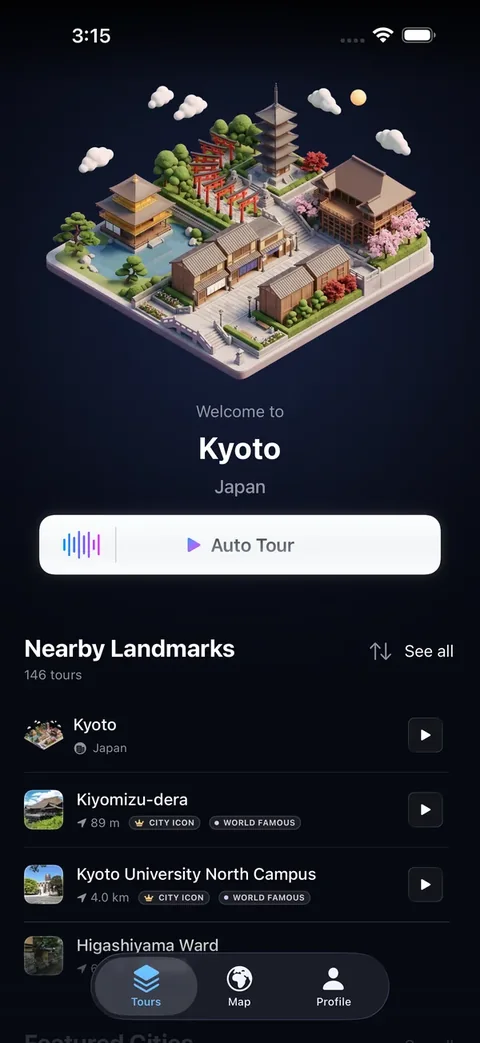 3:15
Welcome to
Kyoto
Japan
Auto Tour
Nearby Landmarks
See all
146 tours
Kyoto
Japan
Kiyomizu-dera
89 m CITY ICON • WORLD FAMOUS
Kyoto University North Campus
4.0 km CITY ICON • WORLD FAMOUS
Higashiyama Ward
Tours Map Profile
Featured Cities